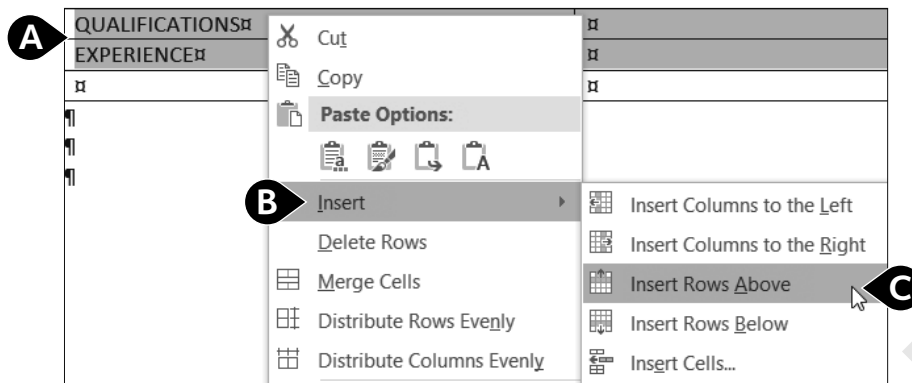 A
QUALIFICATIONS¤ ¤
EXPERIENCE¤ ¤
¤ ¤
¶
¶
¶
Cut
Copy
Paste Options:
B
Insert
Delete Rows
Merge Cells
Distribute Rows Evenly
Distribute Columns Evenly
Insert Columns to the Left
Insert Columns to the Right
Insert Rows Above
C
Insert Rows Below
Insert Cells...